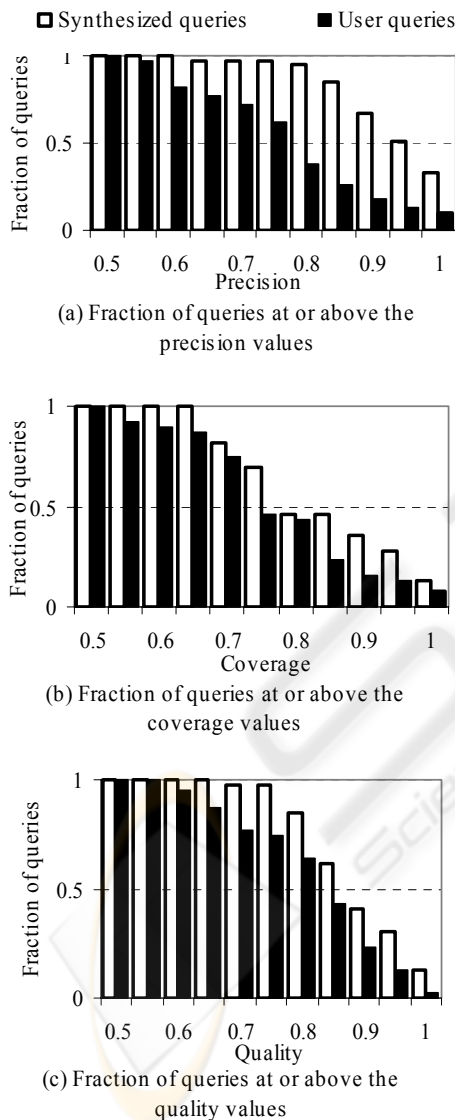 Synthesized queries User queries
Fraction of queries
1
0.5
0
0.5 0.6 0.7 0.8 0.9 1
Precision
(a) Fraction of queries at or above the
precision values
Fraction of queries
1
0.5
0
0.5 0.6 0.7 0.8 0.9 1
Coverage
(b) Fraction of queries at or above the
coverage values
Fraction of queries
1
0.5
0
0.5 0.6 0.7 0.8 0.9 1
Quality
(c) Fraction of queries at or above the
quality values